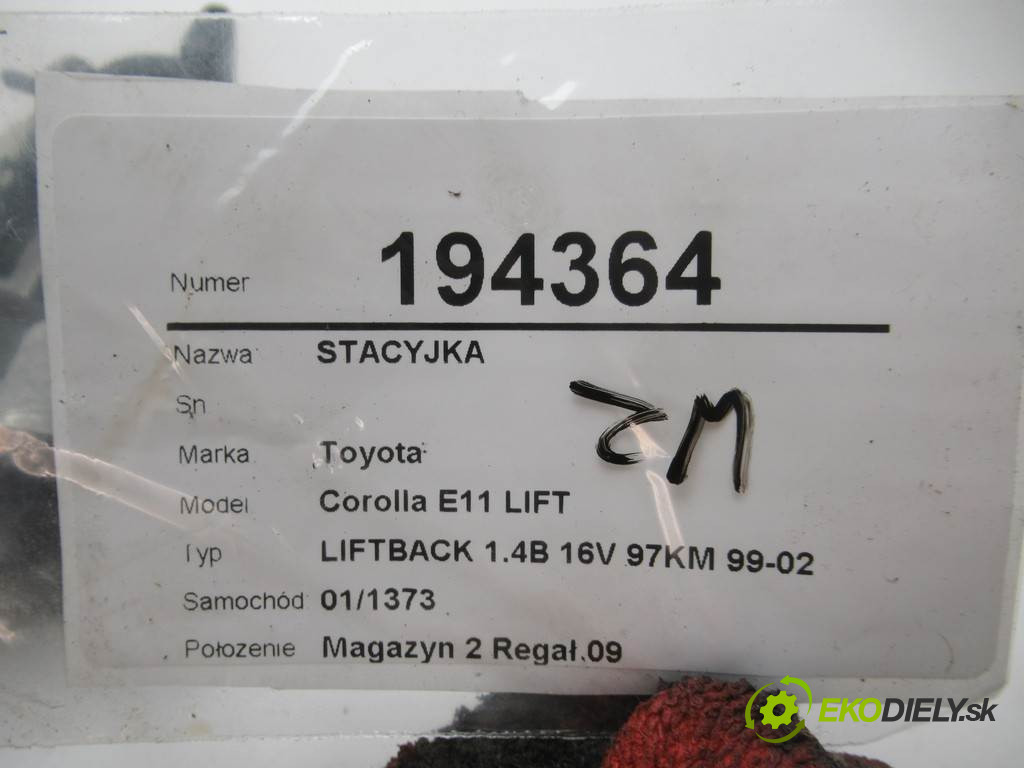 Numer 194364
Nazwa STACYJKA
Sn
Marka Toyota
Model Corolla E11 LIFT
Typ LIFTBACK 1.4B 16V 97KM 99-02
Samochód 01/1373
Położenie Magazyn 2 Regał 09
ZM
EKODIELY.sk